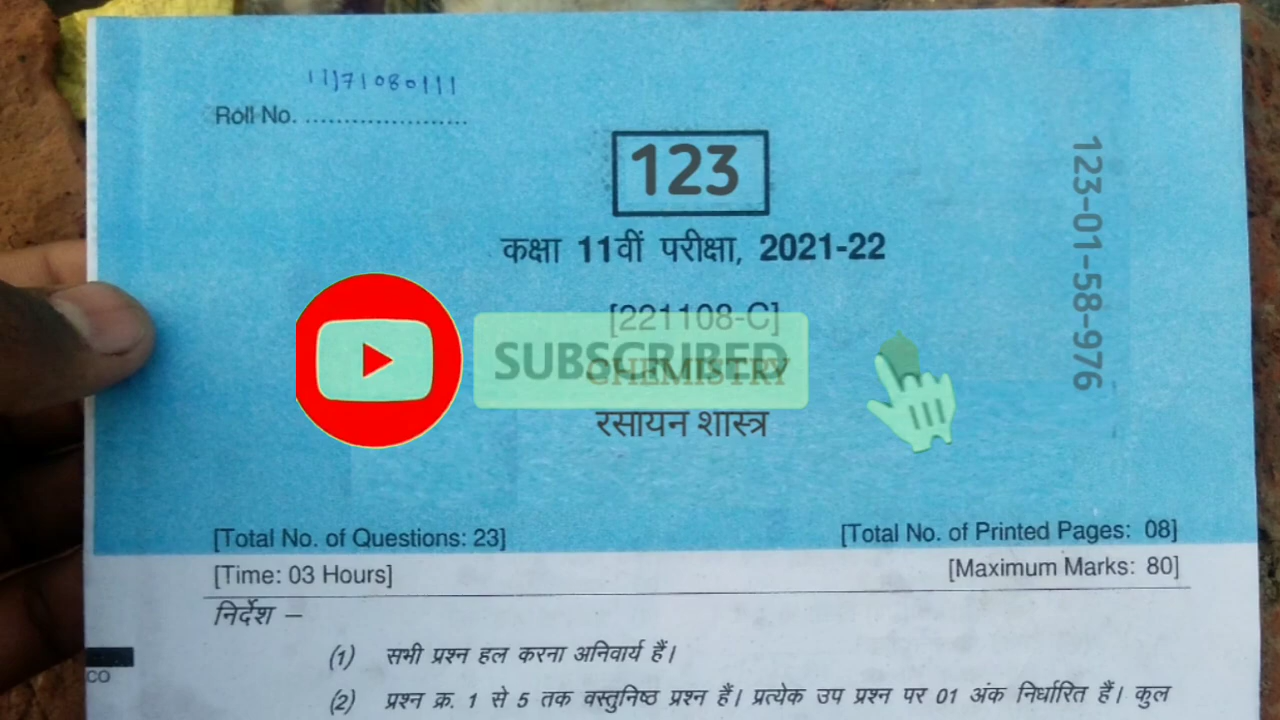 11171080111
Roll No. ......................
123
123-01-58-976
कक्षा 11वीं परीक्षा, 2021-22
[221108-C]
SUBSCRIBED
CHEMISTRY
रसायन शास्त्र
[Total No. of Questions: 23]
[Total No. of Printed Pages: 08]
[Time: 03 Hours]
[Maximum Marks: 80]
निर्देश –
(1) सभी प्रश्न हल करना अनिवार्य हैं।
CO
(2) प्रश्न क्र. 1 से 5 तक वस्तुनिष्ठ प्रश्न हैं। प्रत्येक उप प्रश्न पर 01 अंक निर्धारित हैं। कुल